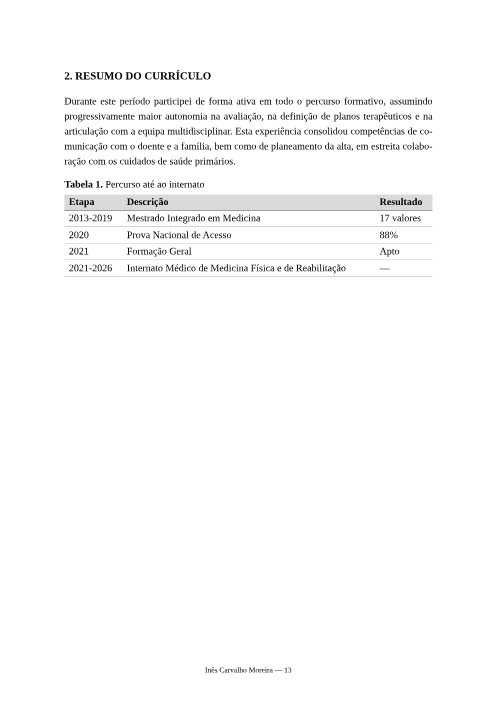 2. RESUMO DO CURRÍCULO
Durante este período participei de forma ativa em todo o percurso formativo, assumindo
progressivamente maior autonomia na avaliação, na definição de planos terapêuticos e na
articulação com a equipa multidisciplinar. Esta experiência consolidou competências de co-
municação com o doente e a família, bem como de planeamento da alta, em estreita colabo-
ração com os cuidados de saúde primários.
Tabela 1. Percurso até ao internato
Etapa Descrição Resultado
2013-2019 Mestrado Integrado em Medicina 17 valores
2020 Prova Nacional de Acesso 88%
2021 Formação Geral Apto
2021-2026 Internato Médico de Medicina Física e de Reabilitação —
Inês Carvalho Moreira — 13